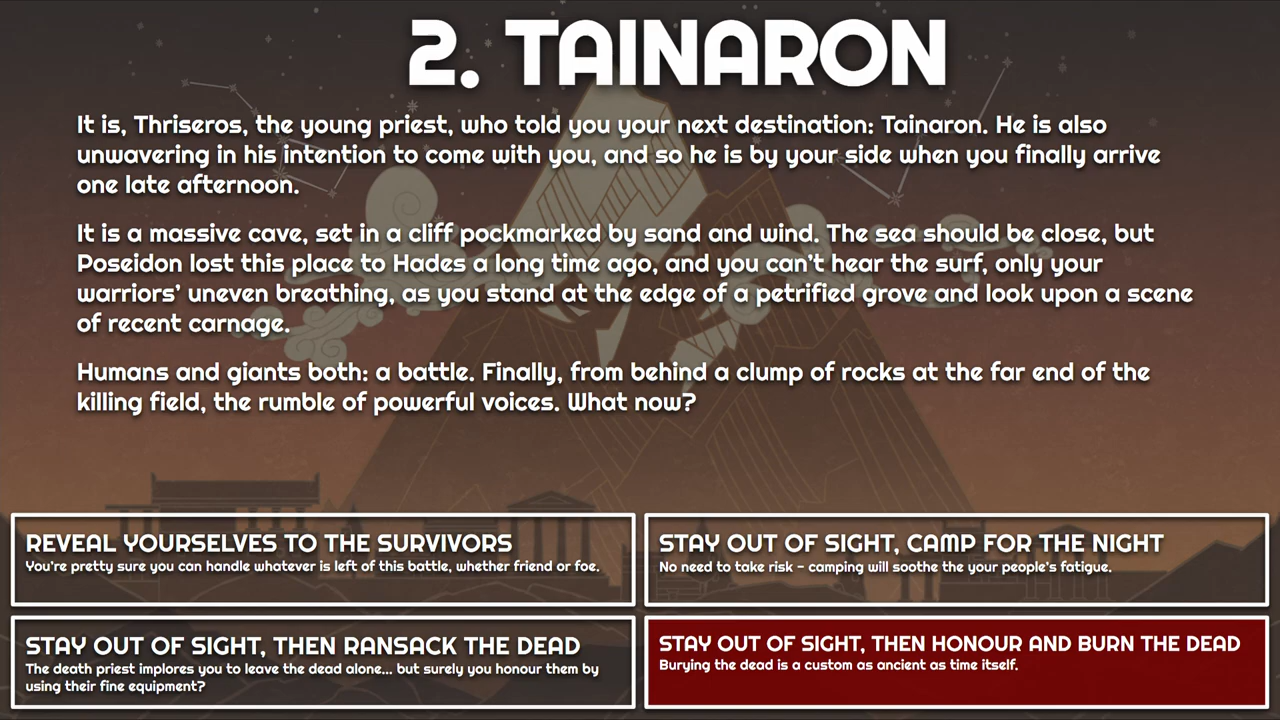 2. TAINARON
It is, Thriseros, the young priest, who told you your next destination: Tainaron. He is also
unwavering in his intention to come with you, and so he is by your side when you finally arrive
one late afternoon.
It is a massive cave, set in a cliff pockmarked by sand and wind. The sea should be close, but
Poseidon lost this place to Hades a long time ago, and you can't hear the surf, only your
warriors' uneven breathing, as you stand at the edge of a petrified grove and look upon a scene
of recent carnage.
Humans and giants both: a battle. Finally, from behind a clump of rocks at the far end of the
killing field, the rumble of powerful voices. What now?
REVEAL YOURSELVES TO THE SURVIVORS
You're pretty sure you can handle whatever is left of this battle, whether friend or foe.
STAY OUT OF SIGHT, CAMP FOR THE NIGHT
No need to take risk - camping will soothe the your people's fatigue.
STAY OUT OF SIGHT, THEN RANSACK THE DEAD
The death priest implores you to leave the dead alone... but surely you honour them by
using their fine equipment?
STAY OUT OF SIGHT, THEN HONOUR AND BURN THE DEAD
Burying the dead is a custom as ancient as time itself.